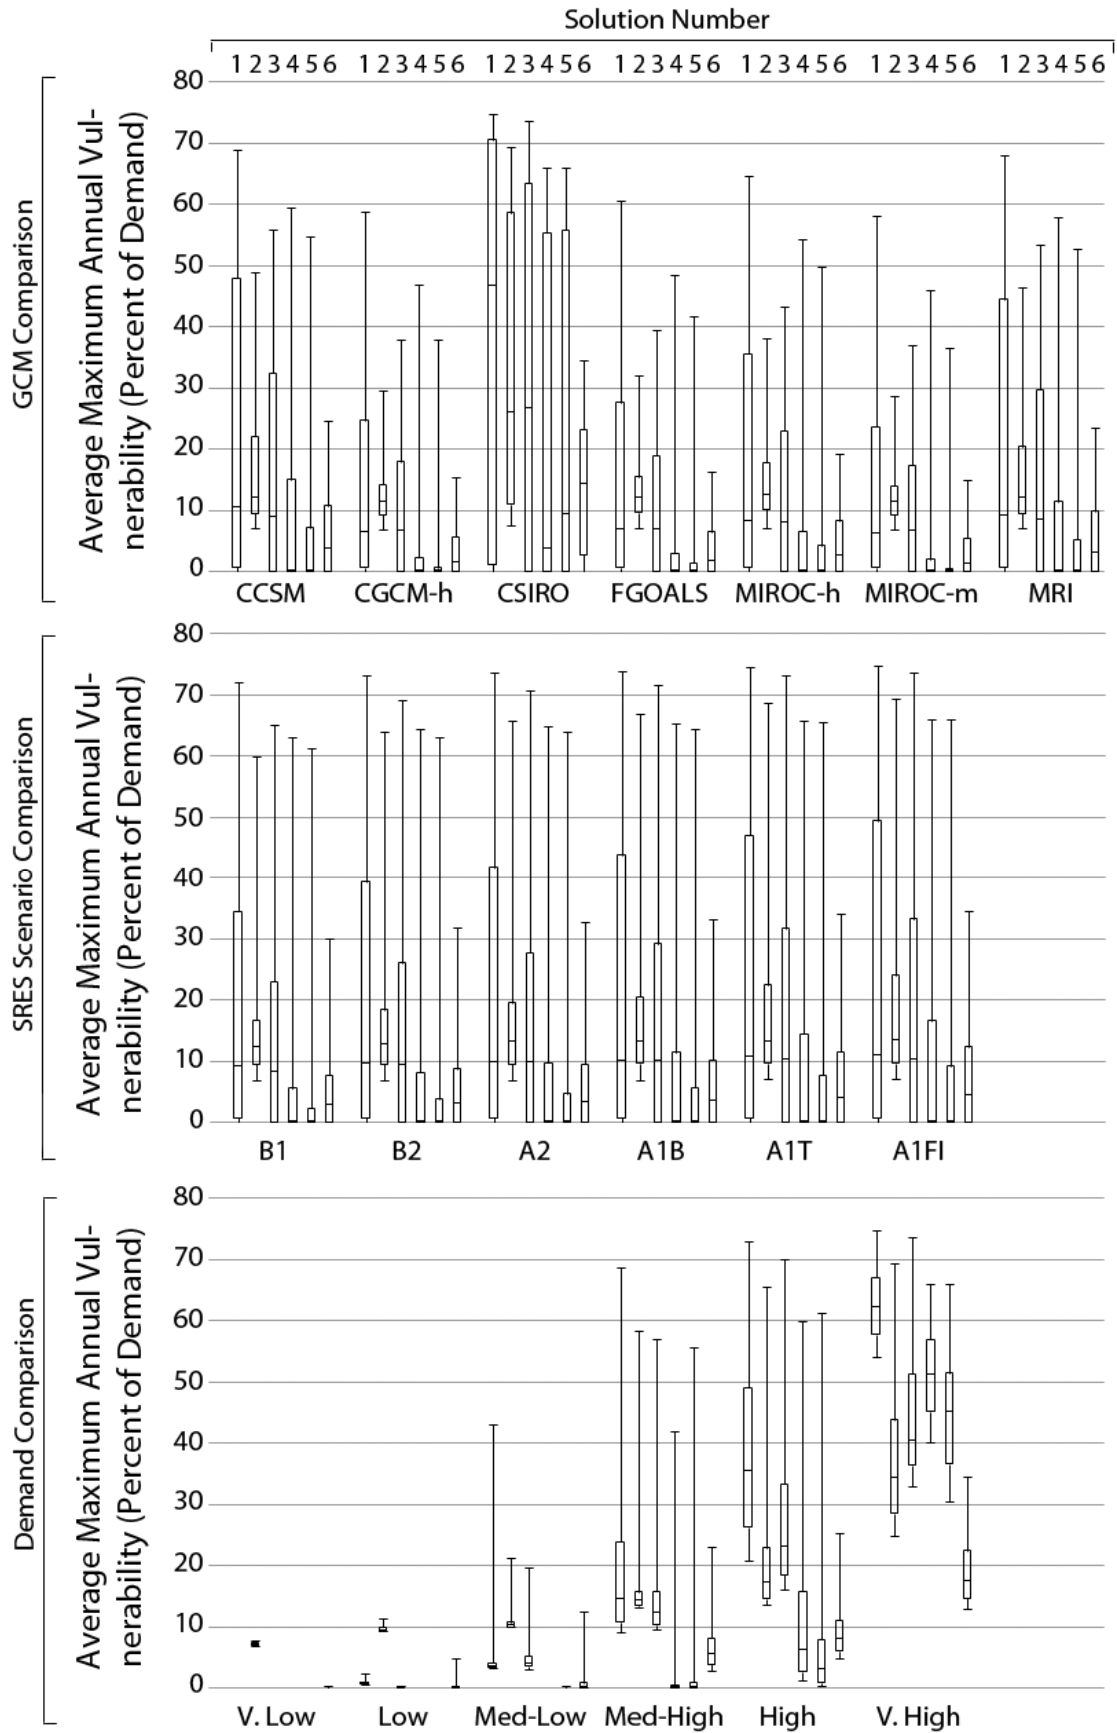 Solution Number
1 2 3 4 5 6 1 2 3 4 5 6 1 2 3 4 5 6 1 2 3 4 5 6 1 2 3 4 5 6 1 2 3 4 5 6 1 2 3 4 5 6
GCM Comparison
Average Maximum Annual Vul-
nerability (Percent of Demand)
80
70
60
50
40
30
20
10
0
CCSM CGCM-h CSIRO FGOALS MIROC-h MIROC-m MRI
SRES Scenario Comparison
Average Maximum Annual Vul-
nerability (Percent of Demand)
80
70
60
50
40
30
20
10
0
B1 B2 A2 A1B A1T A1FI
Demand Comparison
Average Maximum Annual Vul-
nerability (Percent of Demand)
80
70
60
50
40
30
20
10
0
V. Low Low Med-Low Med-High High V. High